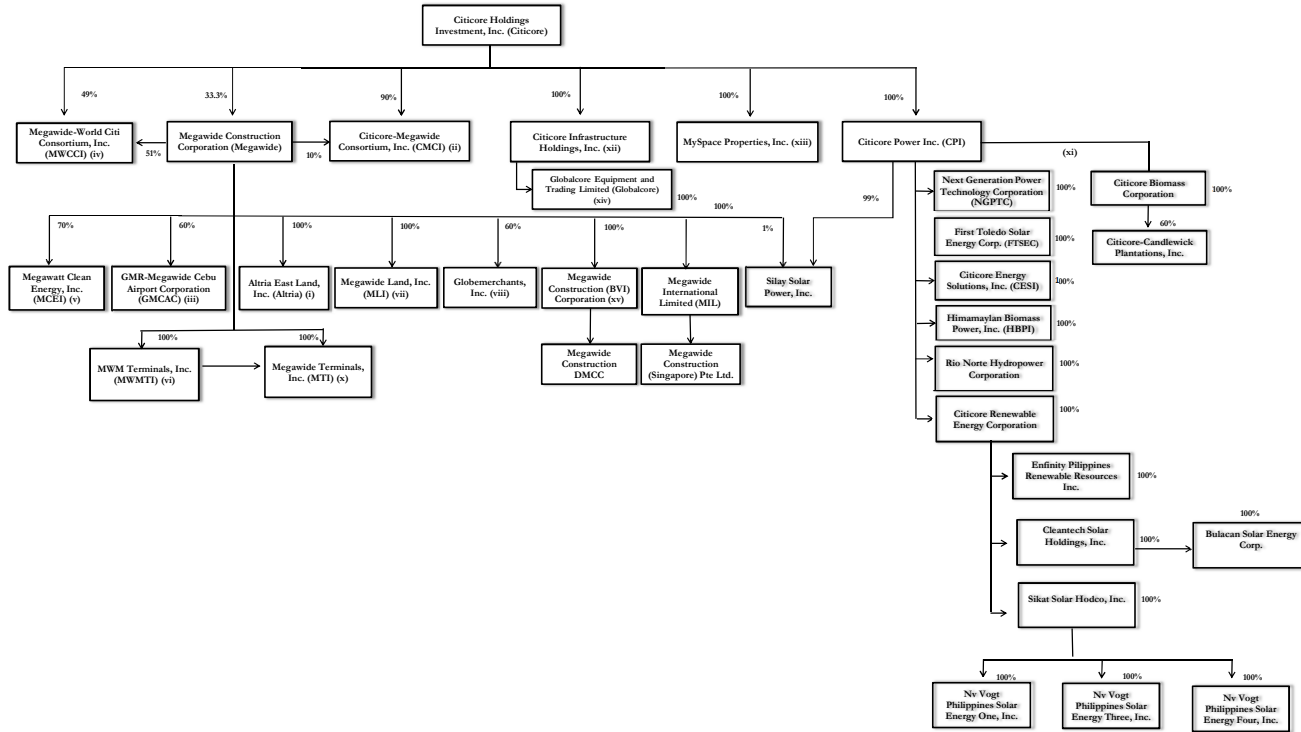 Citicore Holdings
Investment, Inc. (Citicore)
49%
33.3%
90%
100%
100%
100%
Megawide-World Citi
Consortium, Inc.
(MWCCI) (iv)
51%
Megawide Construction
Corporation (Megawide)
10%
Citicore-Megawide
Consortium, Inc. (CMCI) (ii)
Citicore Infrastructure
Holdings, Inc. (xii)
MySpace Properties, Inc. (xiii)
Citicore Power Inc. (CPI)
(xi)
Globalcore Equipment and
Trading Limited (Globalcore)
(xiv)
100%
Next Generation Power
Technology Corporation
(NGPTC)
100%
Citicore Biomass
Corporation
100%
60%
Citicore-Candlewick
Plantations, Inc.
First Toledo Solar
Energy Corp. (FTSEC)
100%
70%
60%
100%
100%
60%
100%
100%
1%
99%
Megawatt Clean
Energy, Inc.
(MCEI) (v)
GMR-Megawide Cebu
Airport Corporation
(GMCAC) (iii)
Altria East Land,
Inc. (Altria) (i)
Megawide Land, Inc.
(MLI) (vii)
Globemerchants,
Inc. (viii)
Megawide
Construction (BVI)
Corporation (xv)
Megawide
International
Limited (MIL)
Silay Solar
Power, Inc.
Citicore Energy
Solutions, Inc. (CESI)
100%
Himamaylan Biomass
Power, Inc. (HBPI)
100%
100%
100%
MWM Terminals, Inc.
(MWMTI) (vi)
Megawide Terminals,
Inc. (MTI) (x)
Megawide
Construction
DMCC
Megawide
Construction
(Singapore) Pte Ltd.
Rio Norte Hydropower
Corporation
100%
Citicore Renewable
Energy Corporation
100%
Enfinity Pilippines
Renewable Resources
Inc.
100%
Cleantech Solar
Holdings, Inc.
100%
100%
Bulacan Solar Energy
Corp.
Sikat Solar Hodco, Inc.
100%
100%
100%
100%
Nv Vogt
Philippines Solar
Energy One, Inc.
Nv Vogt
Philippines Solar
Energy Three, Inc.
Nv Vogt
Philippines Solar
Energy Four, Inc.